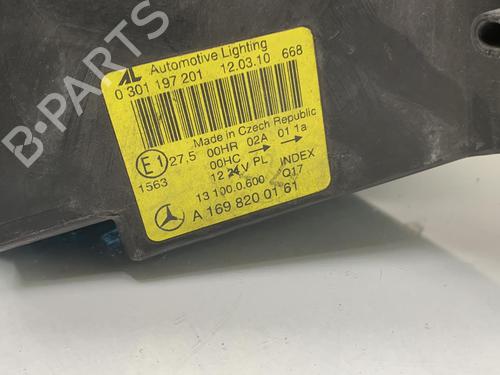 AL Automotive Lighting
0 301 197 201 12.03.10 668
Made in Czech Republic
E1 27,5 00HR 02A 01 1a
00HC
1563 12 24V PL INDEX
13 100.0.600 Q17
A 169 820 01 61
B-PARTS